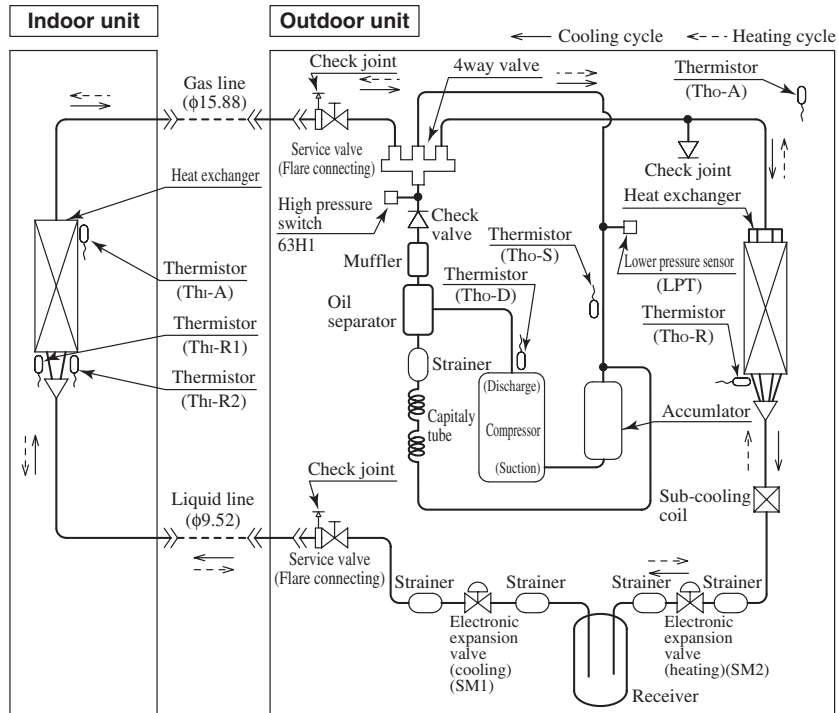 Indoor unit
Outdoor unit
Cooling cycle
Heating cycle
Gas line
(ϕ15.88)
Check joint
4way valve
Thermistor
(THO-A)
Service valve
(Flare connecting)
Check joint
Heat exchanger
High pressure
switch
63H1
Check
valve
Heat exchanger
Thermistor
(THO-S)
Lower pressure sensor
(LPT)
Muffler
Thermistor
(THI-A)
Thermistor
(THO-D)
Oil
separator
Thermistor
(THO-R)
Thermistor
(THI-R1)
Strainer
Thermistor
(THI-R2)
(Discharge)
Compressor
(Suction)
Capitaly
tube
Accumlator
Check joint
Liquid line
(ϕ9.52)
Sub-cooling
coil
Service valve
(Flare connecting)
Strainer
Strainer
Strainer
Strainer
Electronic
expansion
valve
(cooling)
(SM1)
Electronic
expansion
valve
(heating)(SM2)
Receiver